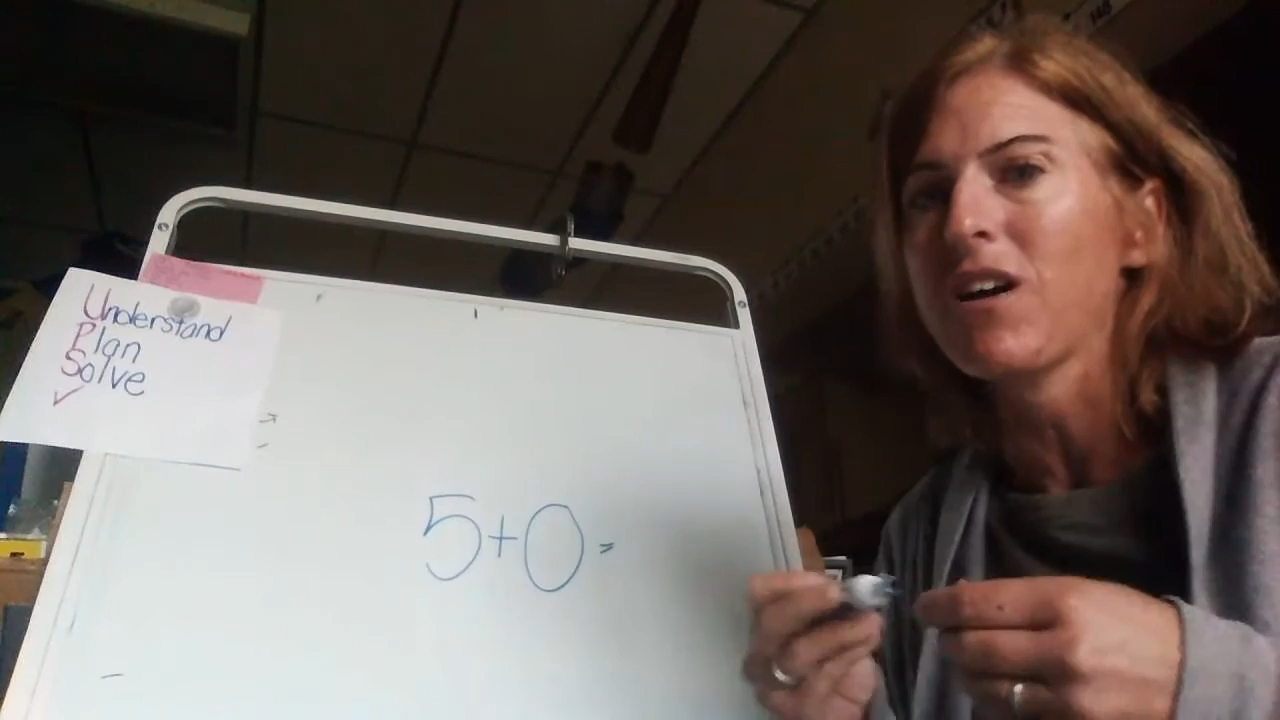 Understand
Plan
Solve
✓
5+0=